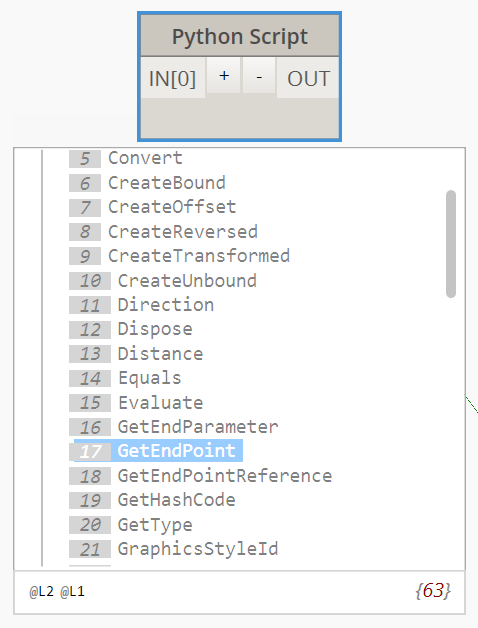 Python Script
IN[0] + - OUT
5 Convert
6 CreateBound
7 CreateOffset
8 CreateReversed
9 CreateTransformed
10 CreateUnbound
11 Direction
12 Dispose
13 Distance
14 Equals
15 Evaluate
16 GetEndParameter
17 GetEndPoint
18 GetEndPointReference
19 GetHashCode
20 GetType
21 GraphicsStyleId
@L2 @L1 {63}